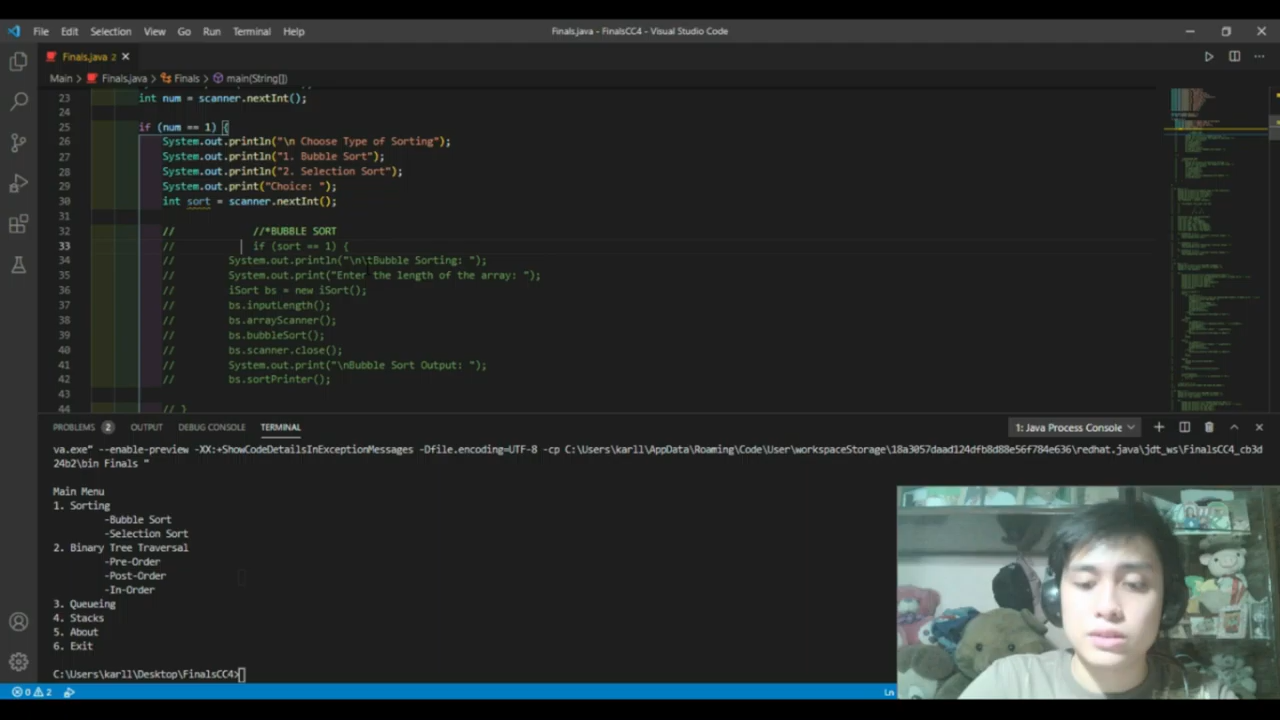 File Edit Selection View Go Run Terminal Help Finals.java - FinalsCC4 - Visual Studio Code
Finals.java 2
Main > Finals.java > Finals > main(String[])
23 int num = scanner.nextInt();
24
25 if (num == 1) {
26 System.out.println("\n Choose Type of Sorting");
27 System.out.println("1. Bubble Sort");
28 System.out.println("2. Selection Sort");
29 System.out.print("Choice: ");
30 int sort = scanner.nextInt();
31
32 // //*BUBBLE SORT
33 // if (sort == 1) {
34 // System.out.println("\n\tBubble Sorting: ");
35 // System.out.print("Enter the length of the array: ");
36 // iSort bs = new iSort();
37 // bs.inputLength();
38 // bs.arrayScanner();
39 // bs.bubbleSort();
40 // bs.scanner.close();
41 // System.out.print("\nBubble Sort Output: ");
42 // bs.sortPrinter();
43
44 // }
PROBLEMS 2 OUTPUT DEBUG CONSOLE TERMINAL 1: Java Process Console
va.exe" --enable-preview -XX:+ShowCodeDetailsInExceptionMessages -Dfile.encoding=UTF-8 -cp C:\Users\karll\AppData\Roaming\Code\User\workspaceStorage\18a3057daad124dfb8d88e56f784e636\redhat.java\jdt_ws\FinalsCC4_cb3d
24b2\bin Finals "
Main Menu
1. Sorting
-Bubble Sort
-Selection Sort
2. Binary Tree Traversal
-Pre-Order
-Post-Order
-In-Order
3. Queueing
4. Stacks
5. About
6. Exit
C:\Users\karll\Desktop\FinalsCC4>
0 2 Ln